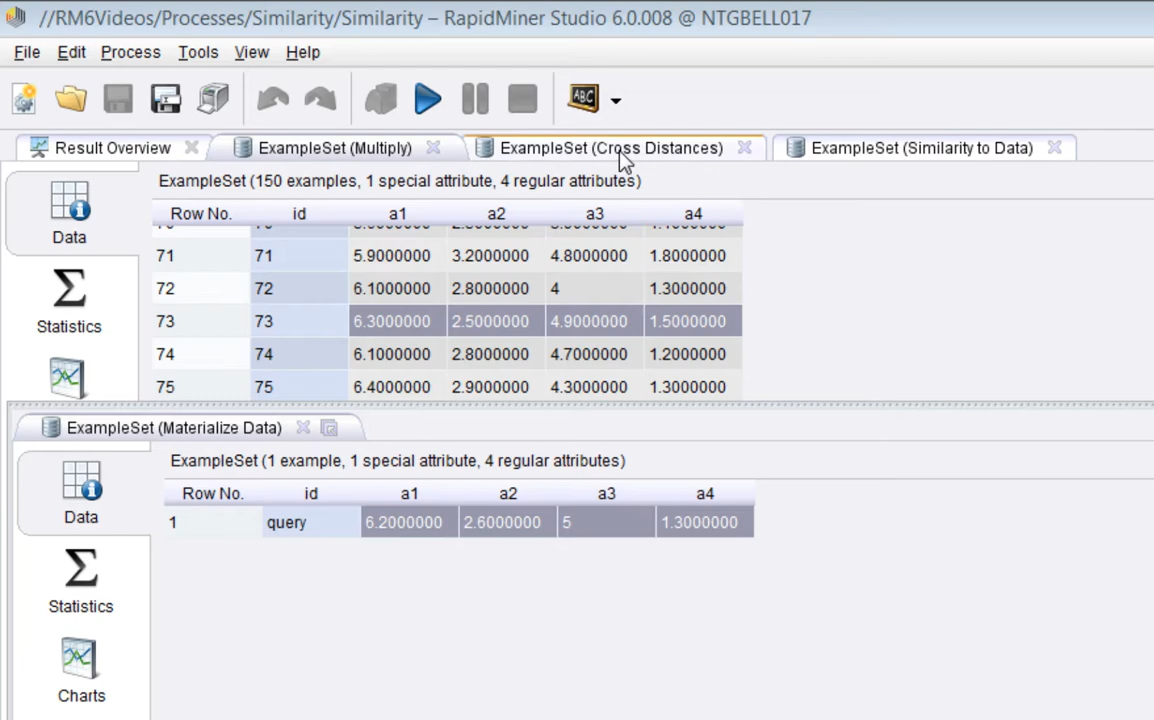 //RM6Videos/Processes/Similarity/Similarity – RapidMiner Studio 6.0.008 @ NTGBELL017
File Edit Process Tools View Help
ABC
Result Overview ExampleSet (Multiply) ExampleSet (Cross Distances) ExampleSet (Similarity to Data)
ExampleSet (150 examples, 1 special attribute, 4 regular attributes)
Row No. id a1 a2 a3 a4
71 71 5.9000000 3.2000000 4.8000000 1.8000000
72 72 6.1000000 2.8000000 4 1.3000000
73 73 6.3000000 2.5000000 4.9000000 1.5000000
74 74 6.1000000 2.8000000 4.7000000 1.2000000
75 75 6.4000000 2.9000000 4.3000000 1.3000000
Data
Statistics
ExampleSet (Materialize Data)
ExampleSet (1 example, 1 special attribute, 4 regular attributes)
Row No. id a1 a2 a3 a4
1 query 6.2000000 2.6000000 5 1.3000000
Data
Statistics
Charts